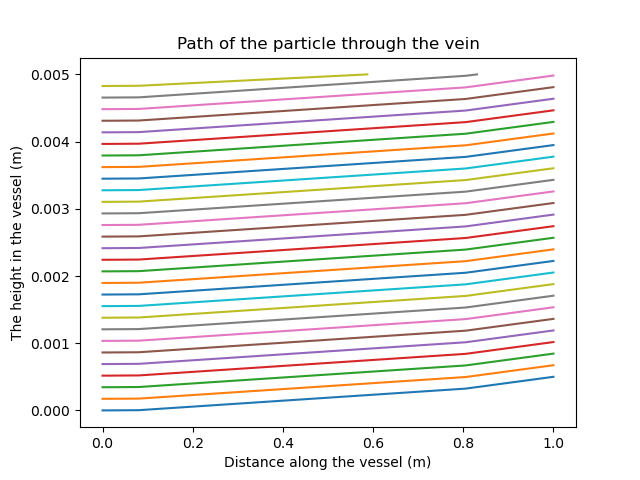 Path of the particle through the vein
0.005
0.004
0.003
0.002
0.001
0.000
The height in the vessel (m)
0.0 0.2 0.4 0.6 0.8 1.0
Distance along the vessel (m)